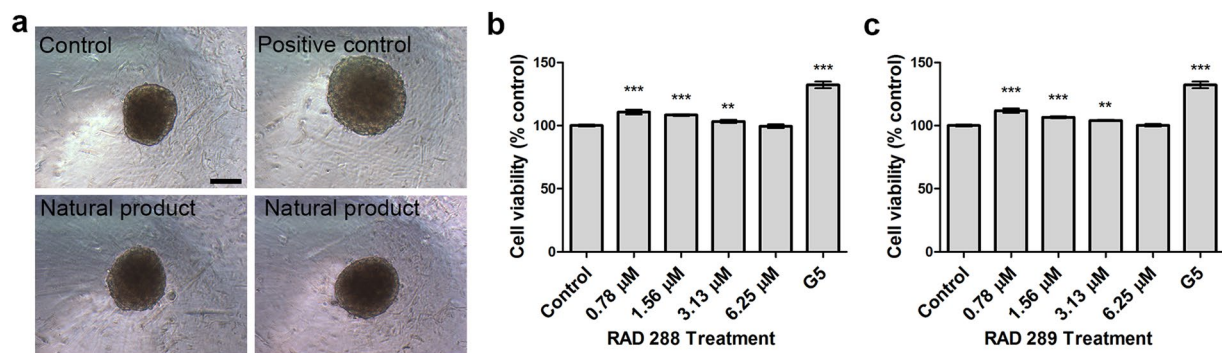 a
Control
Positive control
Natural product
Natural product
b
Cell viability (% control)
150
100
50
0
***
***
**
***
Control
0.78 µM
1.56 µM
3.13 µM
6.25 µM
G5
RAD 288 Treatment
c
Cell viability (% control)
150
100
50
0
***
***
**
***
Control
0.78 µM
1.56 µM
3.13 µM
6.25 µM
G5
RAD 289 Treatment